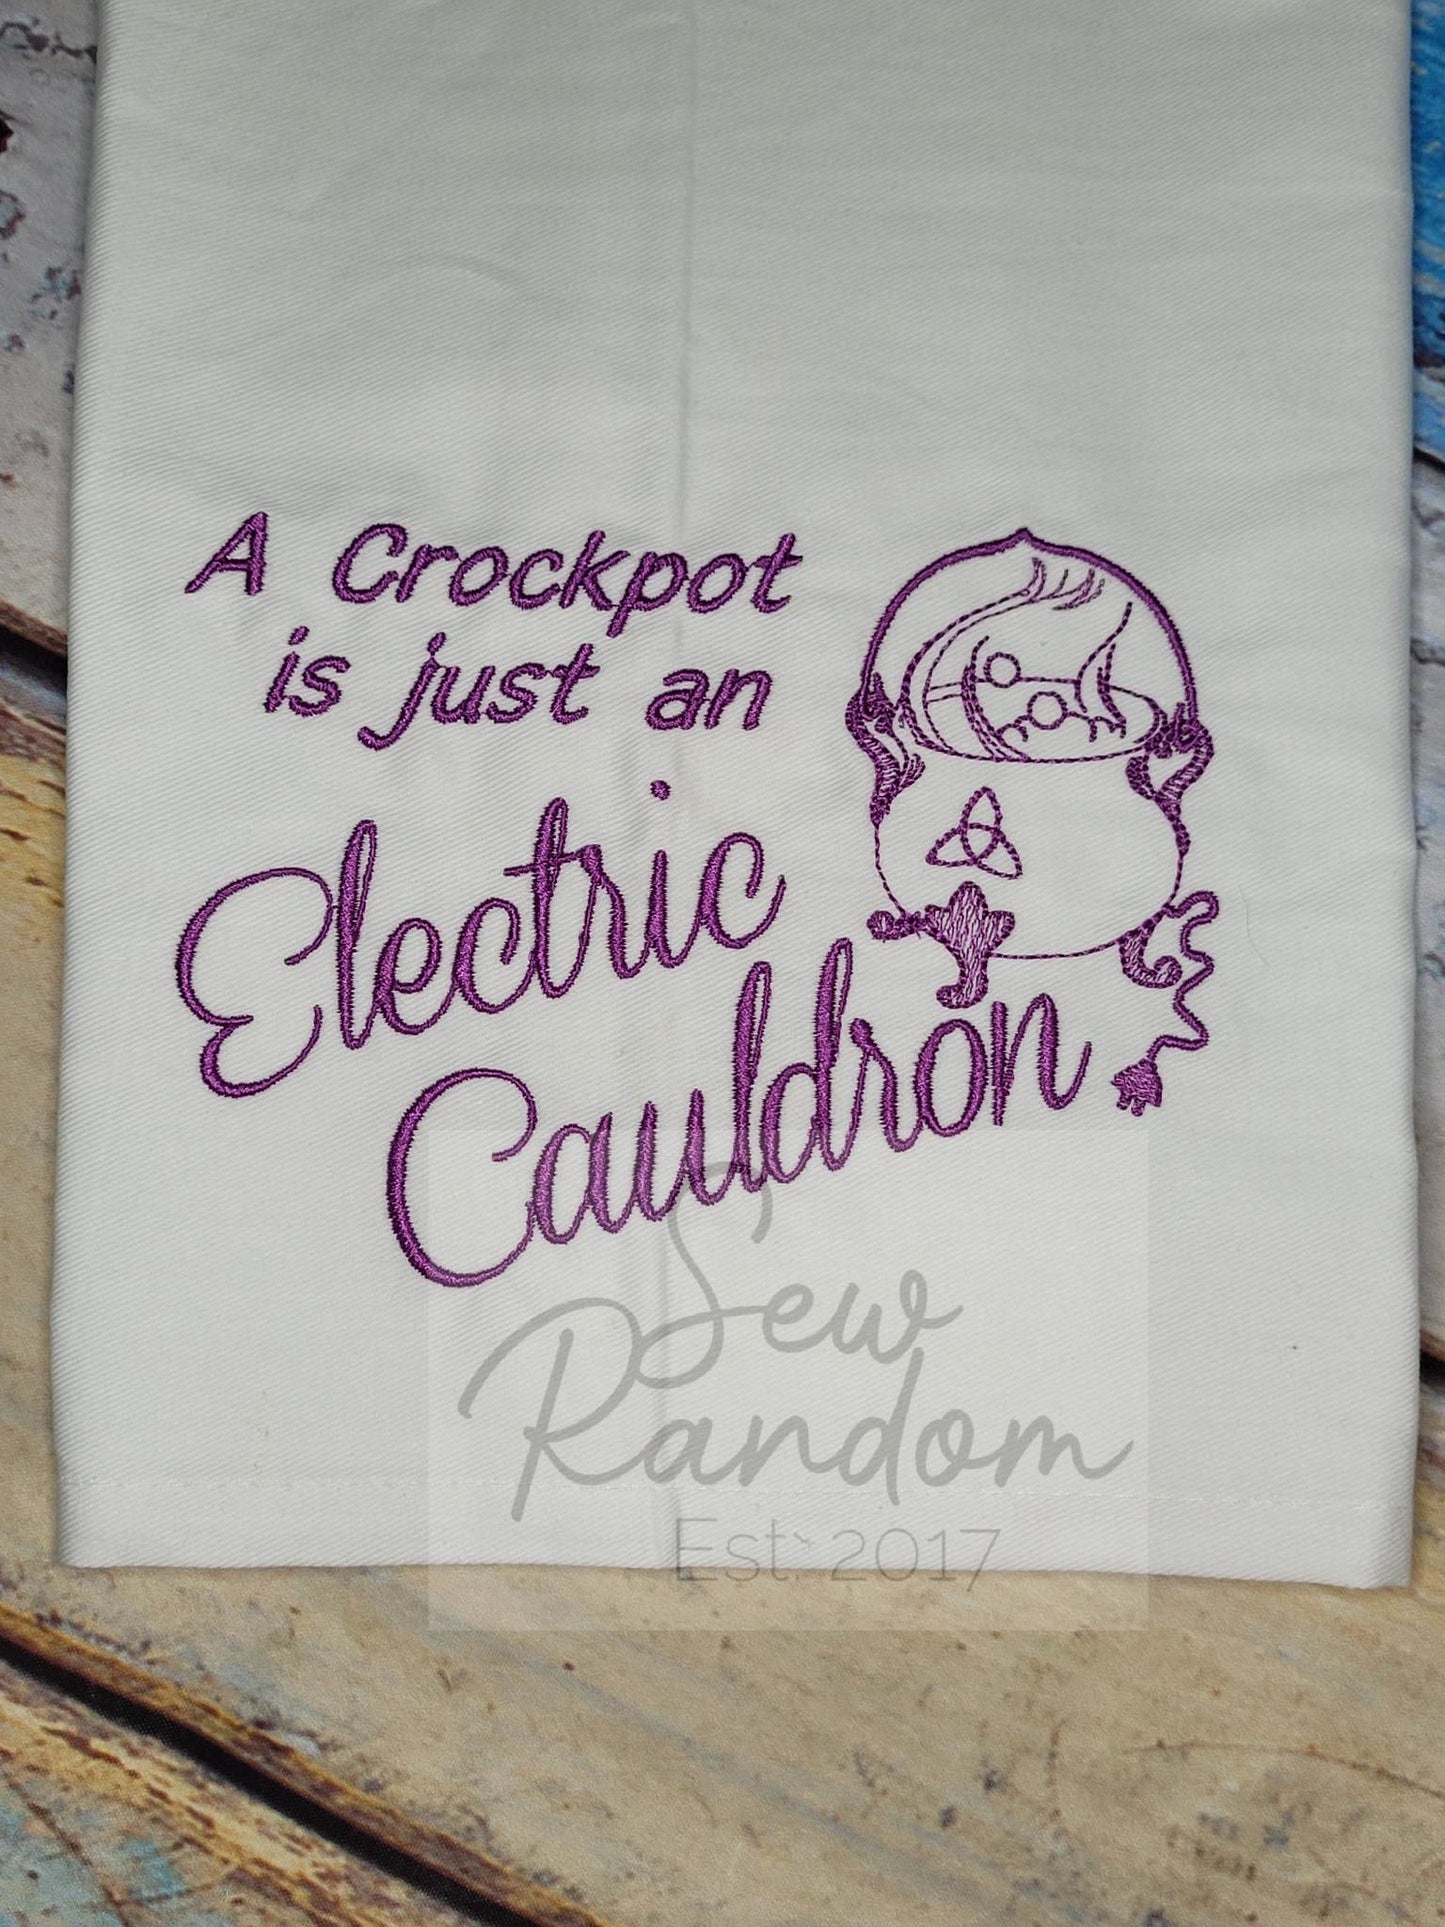 A Crockpot
is just an
Electric
Cauldron
Sew
Random
Est. 2017